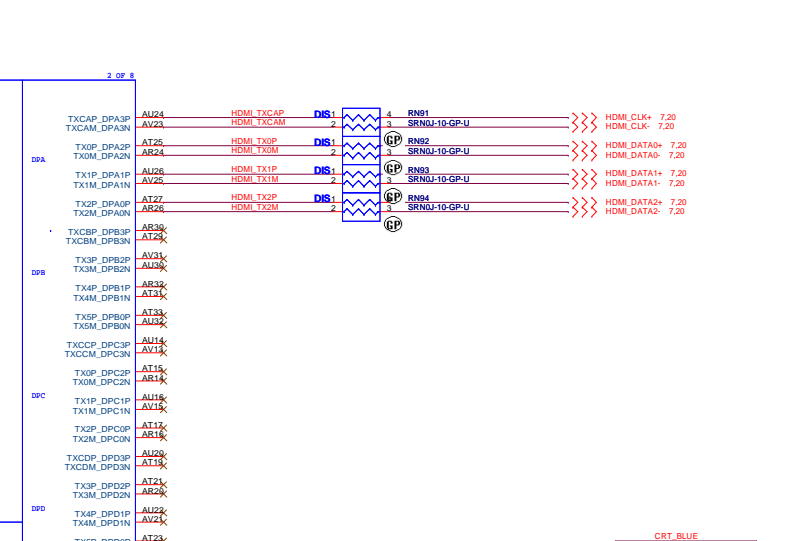 2 OF 8
TXCAP_DPA3P AU24 HDMI_TXCAP DIS 1 4 RN91 HDMI_CLK+ 7,20
TXCAM_DPA3N AV23 HDMI_TXCAM 2 3 SRN0J-10-GP-U HDMI_CLK- 7,20
TX0P_DPA2P AT25 HDMI_TX0P DIS 1 GP RN92 HDMI_DATA0+ 7,20
TX0M_DPA2N AR24 HDMI_TX0M 2 3 SRN0J-10-GP-U HDMI_DATA0- 7,20
DPA
TX1P_DPA1P AU26 HDMI_TX1P DIS 1 GP RN93 HDMI_DATA1+ 7,20
TX1M_DPA1N AV25 HDMI_TX1M 2 3 SRN0J-10-GP-U HDMI_DATA1- 7,20
TX2P_DPA0P AT27 HDMI_TX2P DIS 1 GP RN94 HDMI_DATA2+ 7,20
TX2M_DPA0N AR26 HDMI_TX2M 2 3 SRN0J-10-GP-U HDMI_DATA2- 7,20
GP
TXCBP_DPB3P AR30
TXCBM_DPB3N AT29
TX3P_DPB2P AV31
TX3M_DPB2N AU30
DPB
TX4P_DPB1P AR32
TX4M_DPB1N AT31
TX5P_DPB0P AT33
TX5M_DPB0N AU32
TXCCP_DPC3P AU14
TXCCM_DPC3N AV13
TX0P_DPC2P AT15
TX0M_DPC2N AR14
DPC
TX1P_DPC1P AU16
TX1M_DPC1N AV15
TX2P_DPC0P AT17
TX2M_DPC0N AR16
TXCDP_DPD3P AU20
TXCDM_DPD3N AT19
TX3P_DPD2P AT21
TX3M_DPD2N AR20
DPD
TX4P_DPD1P AU22
TX4M_DPD1N AV21
AT23
CRT_BLUE